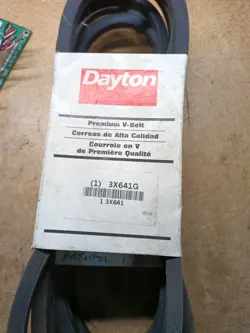 Dayton
Premium V-Belt
Correas de Alta Calidad
Courroie en V
de Première Qualité
(1) 3X641G
1 3X641